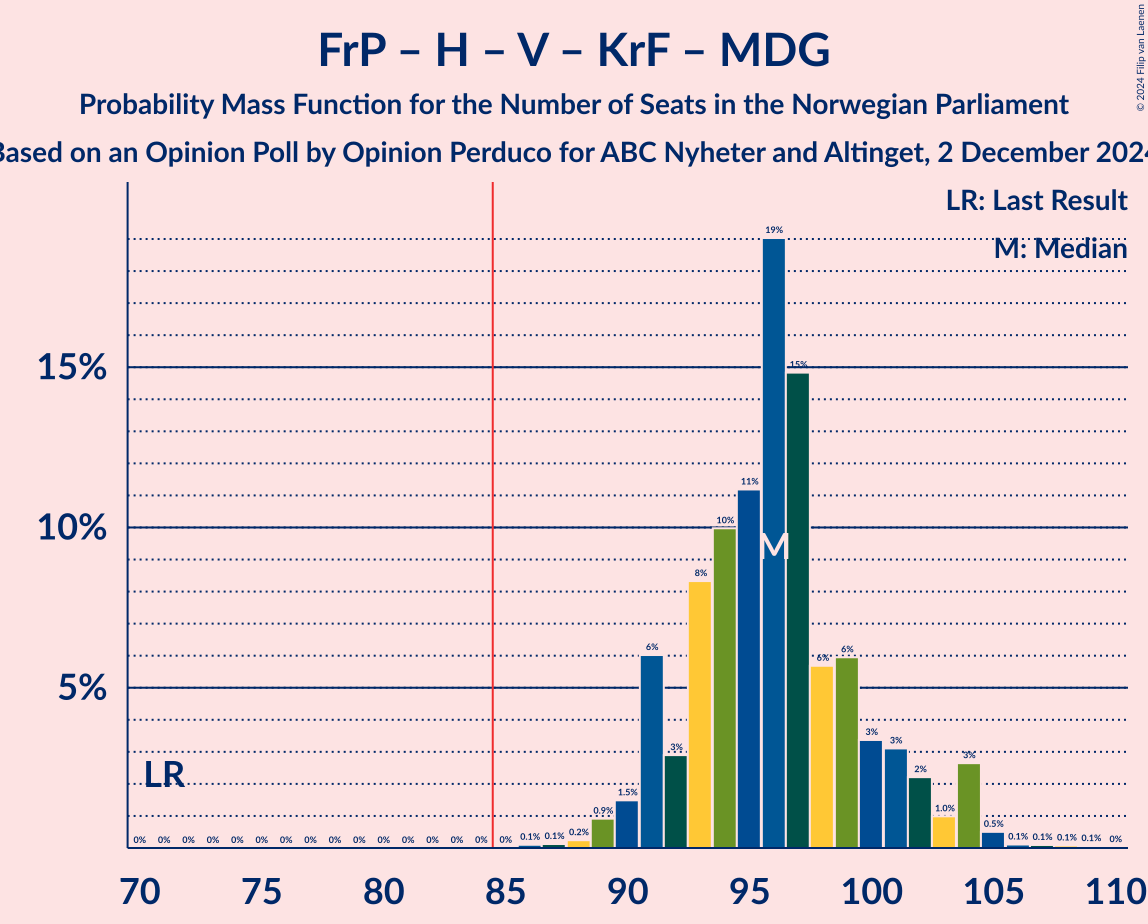 FrP – H – V – KrF – MDG
Probability Mass Function for the Number of Seats in the Norwegian Parliament
Based on an Opinion Poll by Opinion Perduco for ABC Nyheter and Altinget, 2 December 2024
© 2024 Filip van Laenen
LR: Last Result
M: Median
15%
10%
5%
LR
M
0% 0% 0% 0% 0% 0% 0% 0% 0% 0% 0% 0% 0% 0% 0% 0% 0.1% 0.1% 0.2% 0.9% 1.5% 6% 3% 8% 10% 11% 19% 15% 6% 6% 3% 3% 2% 1.0% 3% 0.5% 0.1% 0.1% 0.1% 0.1% 0%
70 75 80 85 90 95 100 105 110